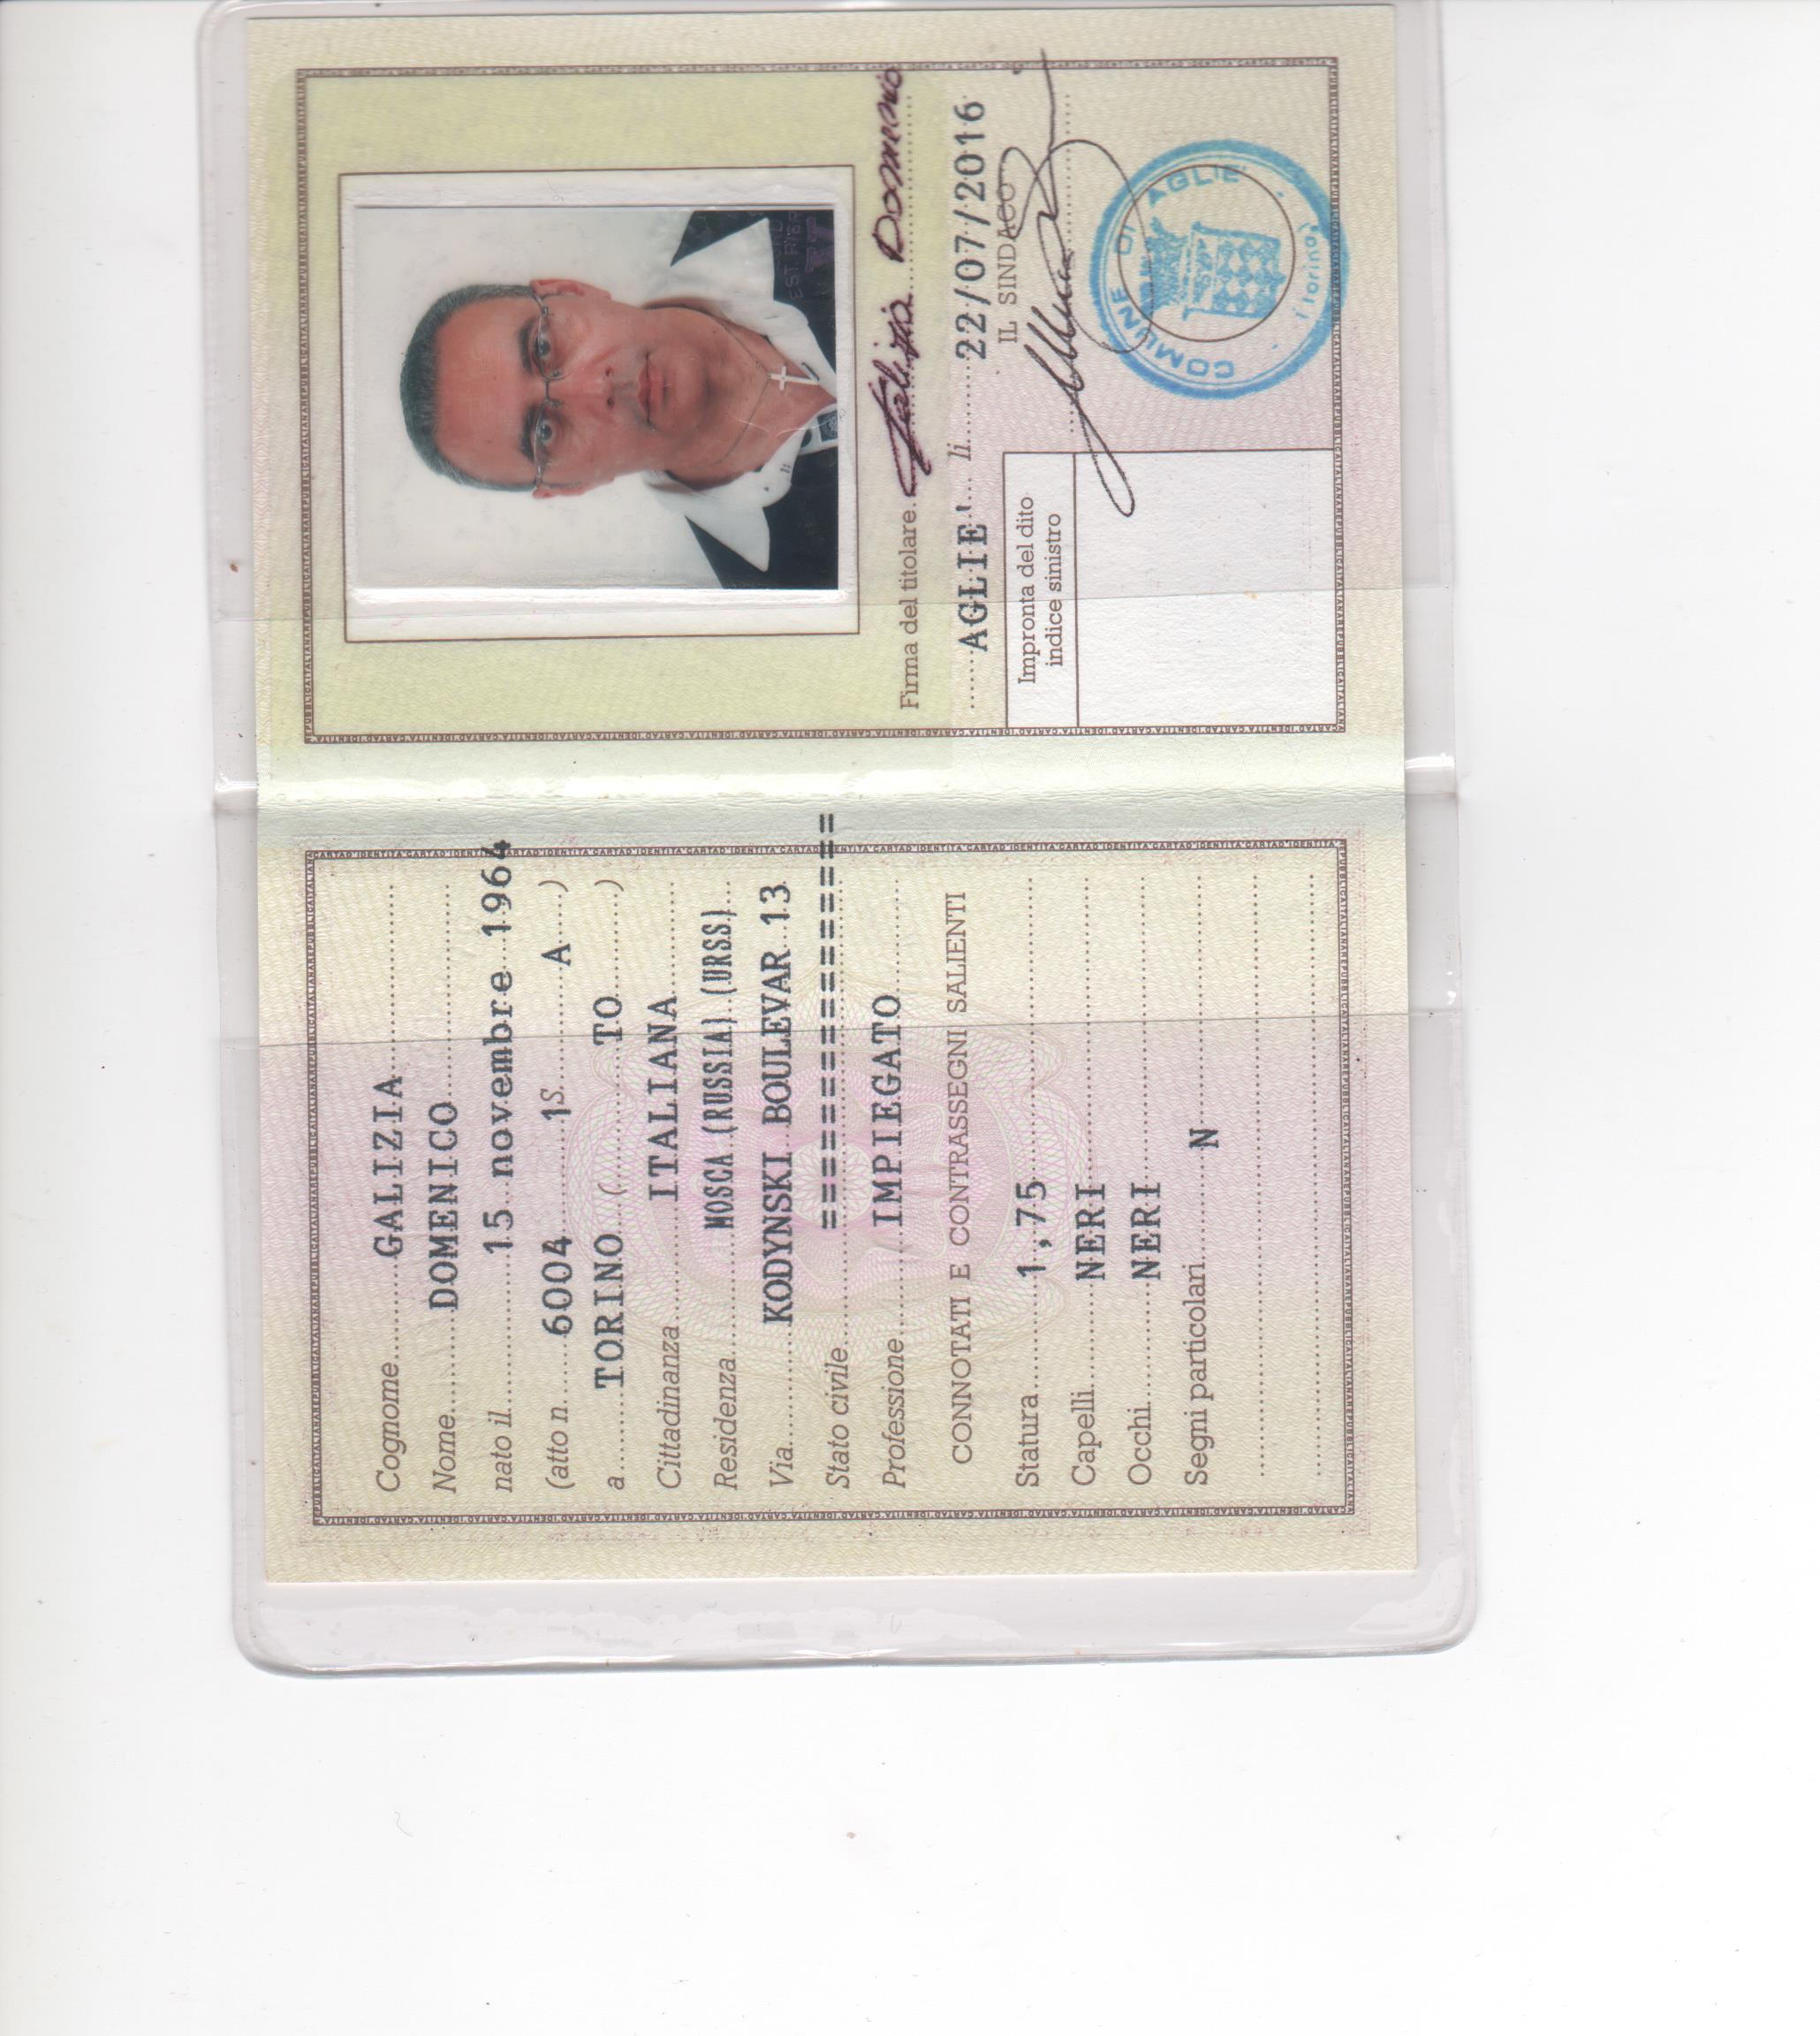 Cognome GALIZIA
Nome DOMENICO
nato il 15 novembre 1964
(atto n. 6004 1 S. A )
a TORINO ( TO )
Cittadinanza ITALIANA
Residenza MOSCA (RUSSIA) (URSS)
Via KODYNSKI BOULEVAR 13
Stato civile ==================
Professione IMPIEGATO
CONNOTATI E CONTRASSEGNI SALIENTI
Statura 1,75
Capelli NERI
Occhi NERI
Segni particolari N
Firma del titolare Galizia Domenico
AGLIE' li 22/07/2016
IL SINDACO
Impronta del dito
indice sinistro
COMUNE DI AGLIE'
(Torino)